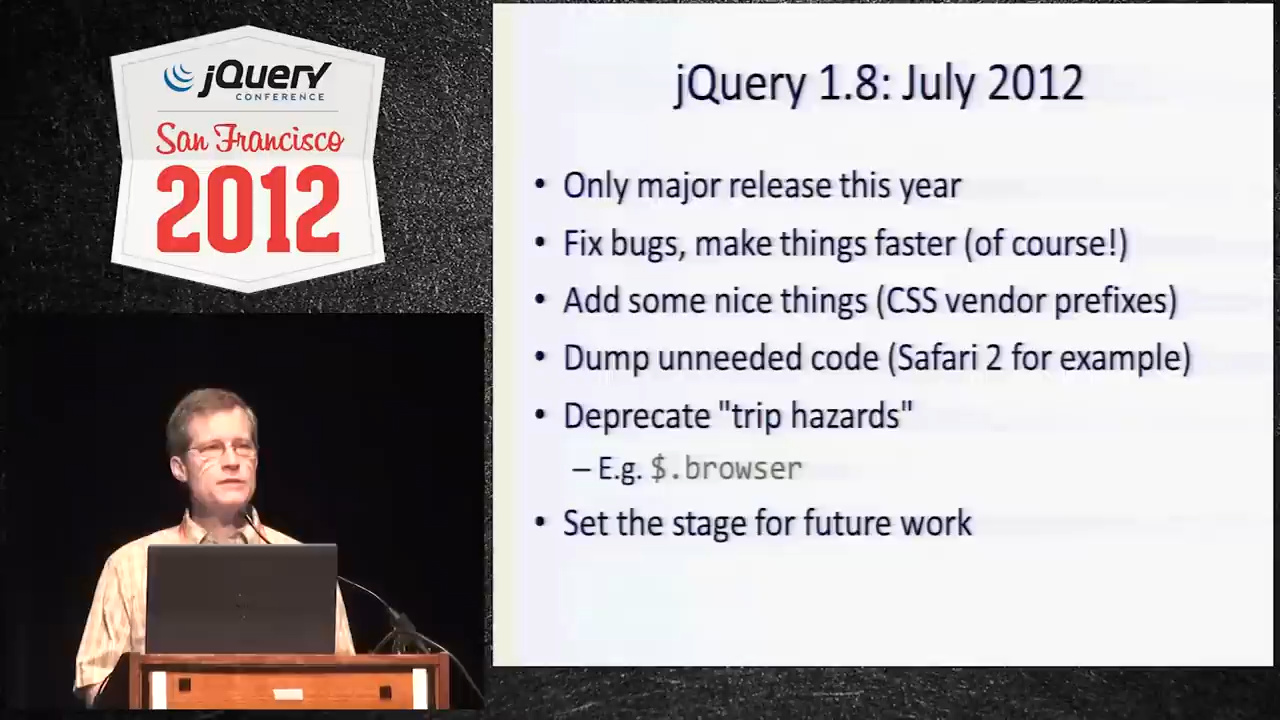 jQuery
CONFERENCE
San Francisco
2012
jQuery 1.8: July 2012
• Only major release this year
• Fix bugs, make things faster (of course!)
• Add some nice things (CSS vendor prefixes)
• Dump unneeded code (Safari 2 for example)
• Deprecate "trip hazards"
– E.g. $.browser
• Set the stage for future work